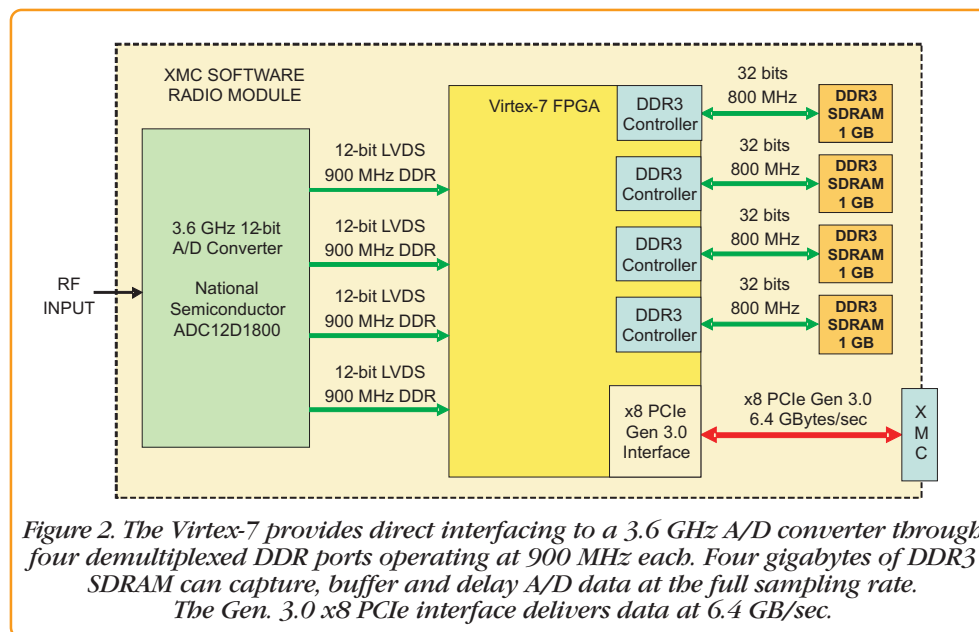 XMC SOFTWARE
RADIO MODULE
RF
INPUT
3.6 GHz 12-bit
A/D Converter
National
Semiconductor
ADC12D1800
12-bit LVDS
900 MHz DDR
12-bit LVDS
900 MHz DDR
12-bit LVDS
900 MHz DDR
12-bit LVDS
900 MHz DDR
Virtex-7 FPGA
DDR3
Controller
DDR3
Controller
DDR3
Controller
DDR3
Controller
x8 PCIe
Gen 3.0
Interface
32 bits
800 MHz
32 bits
800 MHz
32 bits
800 MHz
32 bits
800 MHz
DDR3
SDRAM
1 GB
DDR3
SDRAM
1 GB
DDR3
SDRAM
1 GB
DDR3
SDRAM
1 GB
x8 PCIe Gen 3.0
6.4 GBytes/sec
X
M
C
Figure 2. The Virtex-7 provides direct interfacing to a 3.6 GHz A/D converter through
four demultiplexed DDR ports operating at 900 MHz each. Four gigabytes of DDR3
SDRAM can capture, buffer and delay A/D data at the full sampling rate.
The Gen. 3.0 x8 PCIe interface delivers data at 6.4 GB/sec.